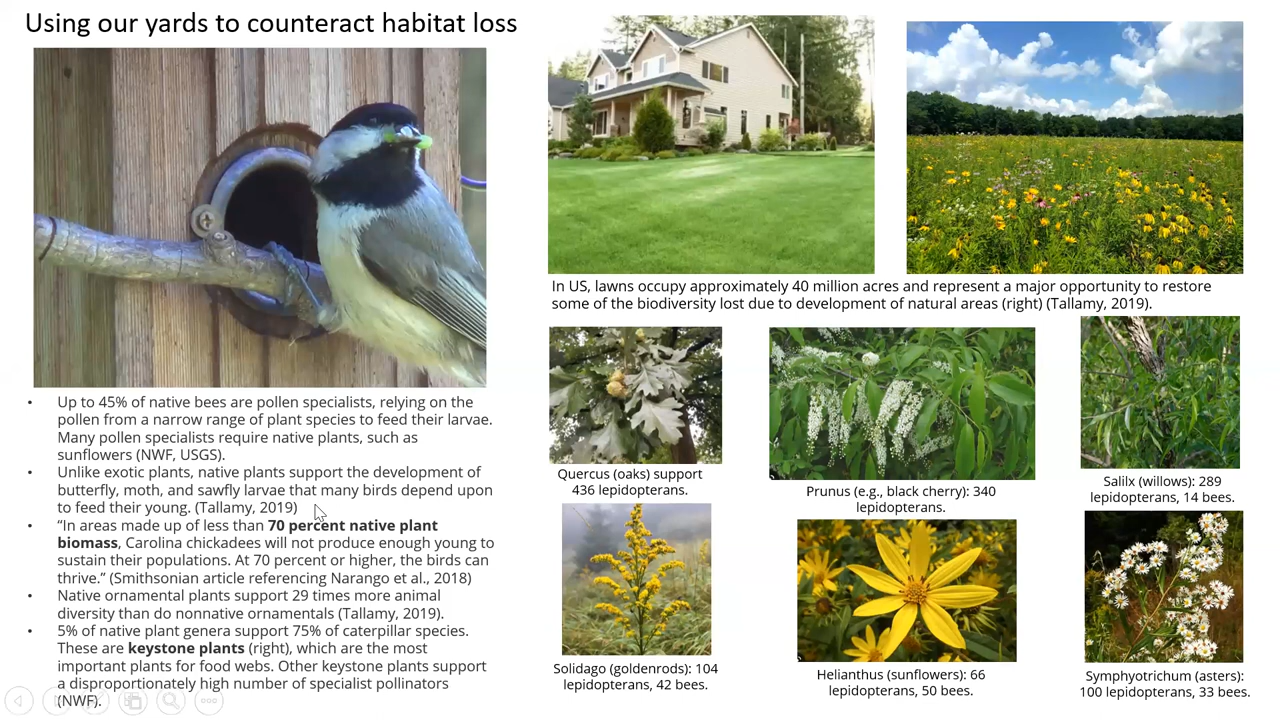 Using our yards to counteract habitat loss
• Up to 45% of native bees are pollen specialists, relying on the
pollen from a narrow range of plant species to feed their larvae.
Many pollen specialists require native plants, such as
sunflowers (NWF, USGS).
• Unlike exotic plants, native plants support the development of
butterfly, moth, and sawfly larvae that many birds depend upon
to feed their young. (Tallamy, 2019)
• “In areas made up of less than 70 percent native plant
biomass, Carolina chickadees will not produce enough young to
sustain their populations. At 70 percent or higher, the birds can
thrive.” (Smithsonian article referencing Narango et al., 2018)
• Native ornamental plants support 29 times more animal
diversity than do nonnative ornamentals (Tallamy, 2019).
• 5% of native plant genera support 75% of caterpillar species.
These are keystone plants (right), which are the most
important plants for food webs. Other keystone plants support
a disproportionately high number of specialist pollinators
(NWF).
In US, lawns occupy approximately 40 million acres and represent a major opportunity to restore
some of the biodiversity lost due to development of natural areas (right) (Tallamy, 2019).
Quercus (oaks) support
436 lepidopterans.
Prunus (e.g., black cherry): 340
lepidopterans.
Salilx (willows): 289
lepidopterans, 14 bees.
Solidago (goldenrods): 104
lepidopterans, 42 bees.
Helianthus (sunflowers): 66
lepidopterans, 50 bees.
Symphyotrichum (asters):
100 lepidopterans, 33 bees.